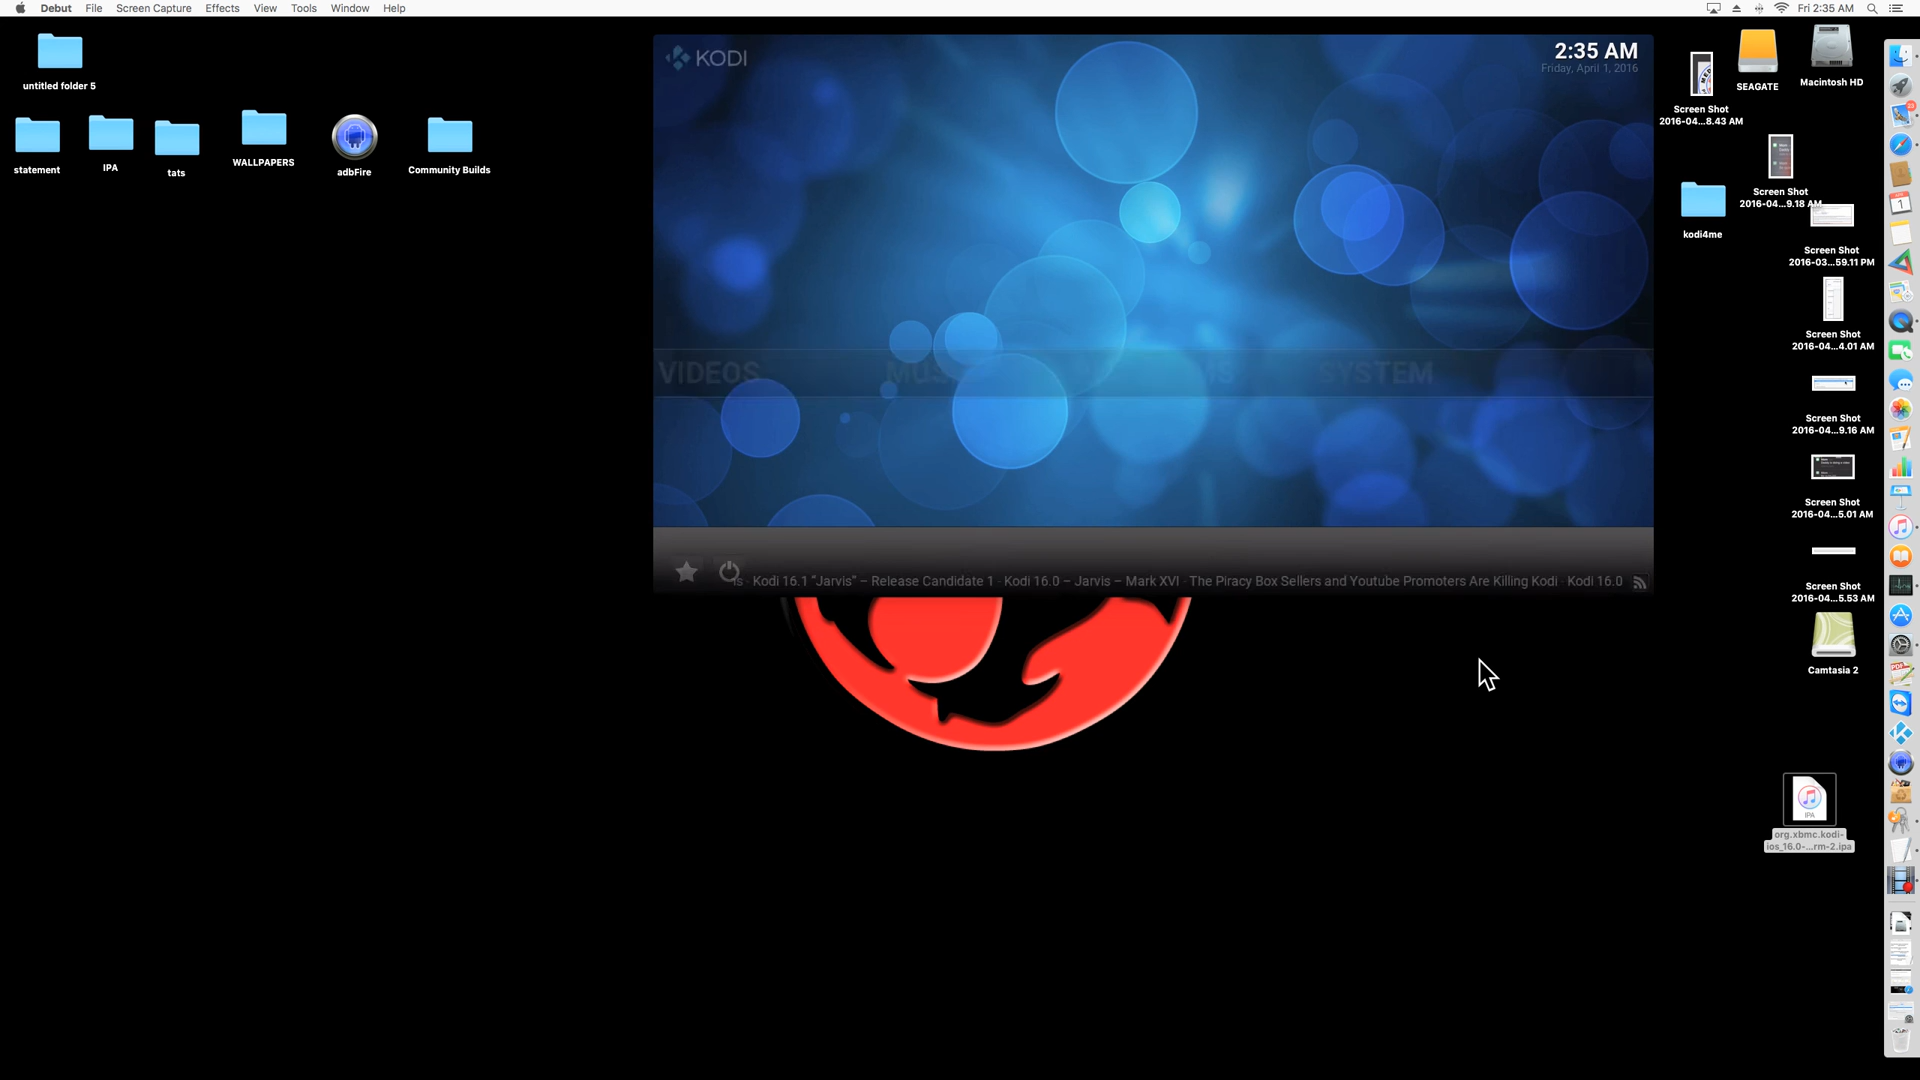 Debut File Screen Capture Effects View Tools Window Help
Fri 2:35 AM
untitled folder 5
statement
IPA
tats
WALLPAPERS
adbFire
Community Builds
KODI
2:35 AM
Friday, April 1, 2016
VIDEOS
SYSTEM
Kodi 16.1 "Jarvis" – Release Candidate 1 · Kodi 16.0 – Jarvis – Mark XVI · The Piracy Box Sellers and Youtube Promoters Are Killing Kodi · Kodi 16.0
Screen Shot
2016-04...8.43 AM
SEAGATE
Macintosh HD
Screen Shot
2016-04...9.18 AM
kodi4me
Screen Shot
2016-03...59.11 PM
Screen Shot
2016-04...4.01 AM
Screen Shot
2016-04...9.16 AM
Screen Shot
2016-04...5.01 AM
Screen Shot
2016-04...5.53 AM
Camtasia 2
IPA
org.xbmc.kodi-
ios_16.0-...rm-2.ipa